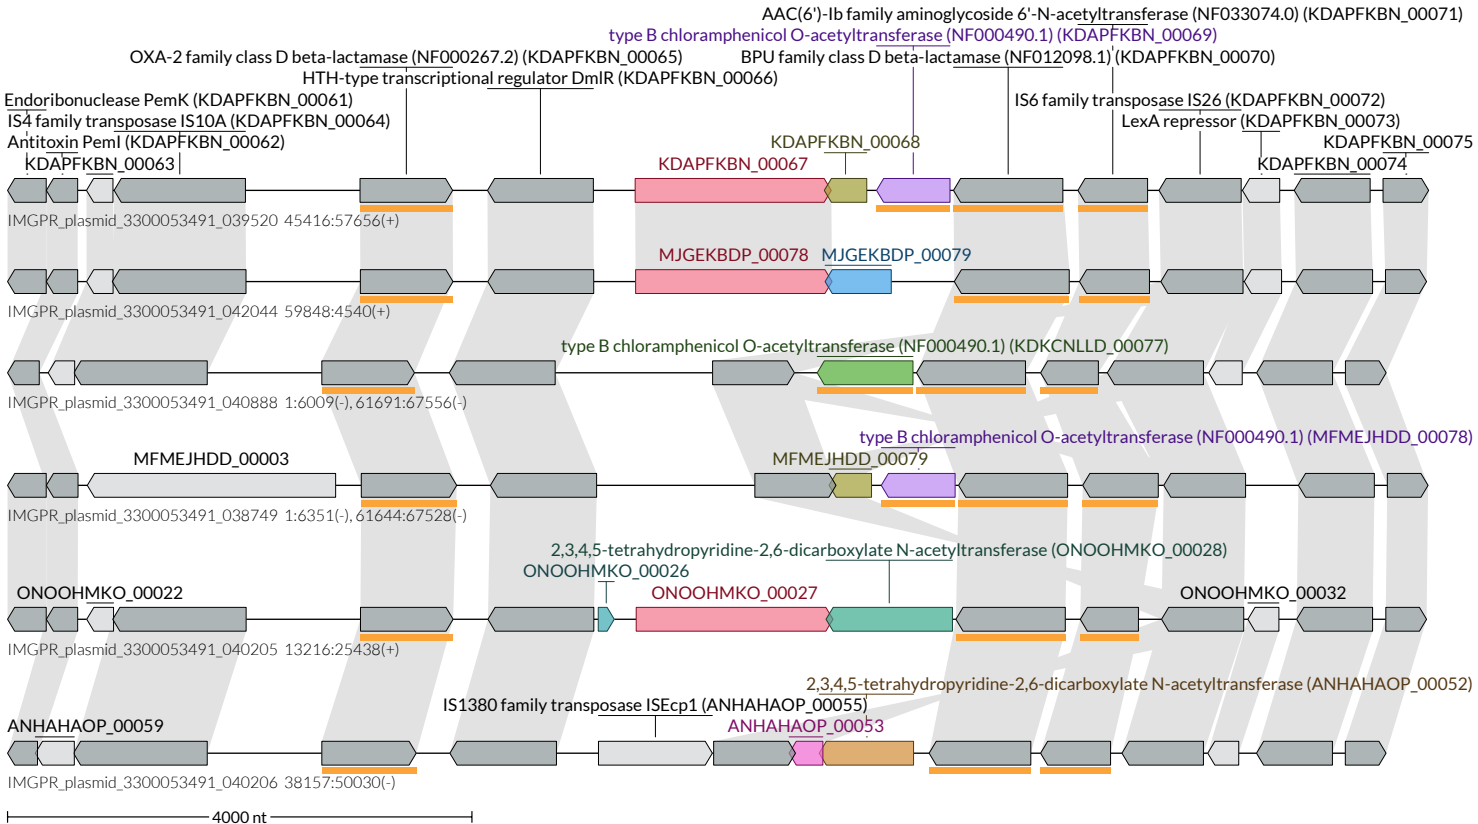 AAC(6')-Ib family aminoglycoside 6'-N-acetyltransferase (NF033074.0) (KDAPFKBN_00071)
type B chloramphenicol O-acetyltransferase (NF000490.1) (KDAPFKBN_00069)
OXA-2 family class D beta-lactamase (NF000267.2) (KDAPFKBN_00065)
BPU family class D beta-lactamase (NF012098.1) (KDAPFKBN_00070)
HTH-type transcriptional regulator DmlR (KDAPFKBN_00066)
Endoribonuclease PemK (KDAPFKBN_00061)
IS6 family transposase IS26 (KDAPFKBN_00072)
IS4 family transposase IS10A (KDAPFKBN_00064)
LexA repressor (KDAPFKBN_00073)
Antitoxin PemI (KDAPFKBN_00062)
KDAPFKBN_00068
KDAPFKBN_00075
KDAPFKBN_00063
KDAPFKBN_00067
KDAPFKBN_00074
IMGPR_plasmid_3300053491_039520 45416:57656(+)
MJGEKBDP_00078
MJGEKBDP_00079
IMGPR_plasmid_3300053491_042044 59848:4540(+)
type B chloramphenicol O-acetyltransferase (NF000490.1) (KDKCNLLD_00077)
IMGPR_plasmid_3300053491_040888 1:6009(-), 61691:67556(-)
type B chloramphenicol O-acetyltransferase (NF000490.1) (MFMEJHDD_00078)
MFMEJHDD_00003
MFMEJHDD_00079
IMGPR_plasmid_3300053491_038749 1:6351(-), 61644:67528(-)
2,3,4,5-tetrahydropyridine-2,6-dicarboxylate N-acetyltransferase (ONOOHMKO_00028)
ONOOHMKO_00026
ONOOHMKO_00022
ONOOHMKO_00027
ONOOHMKO_00032
IMGPR_plasmid_3300053491_040205 13216:25438(+)
2,3,4,5-tetrahydropyridine-2,6-dicarboxylate N-acetyltransferase (ANHAHAOP_00052)
IS1380 family transposase ISEcp1 (ANHAHAOP_00055)
ANHAHAOP_00059
ANHAHAOP_00053
IMGPR_plasmid_3300053491_040206 38157:50030(-)
4000 nt